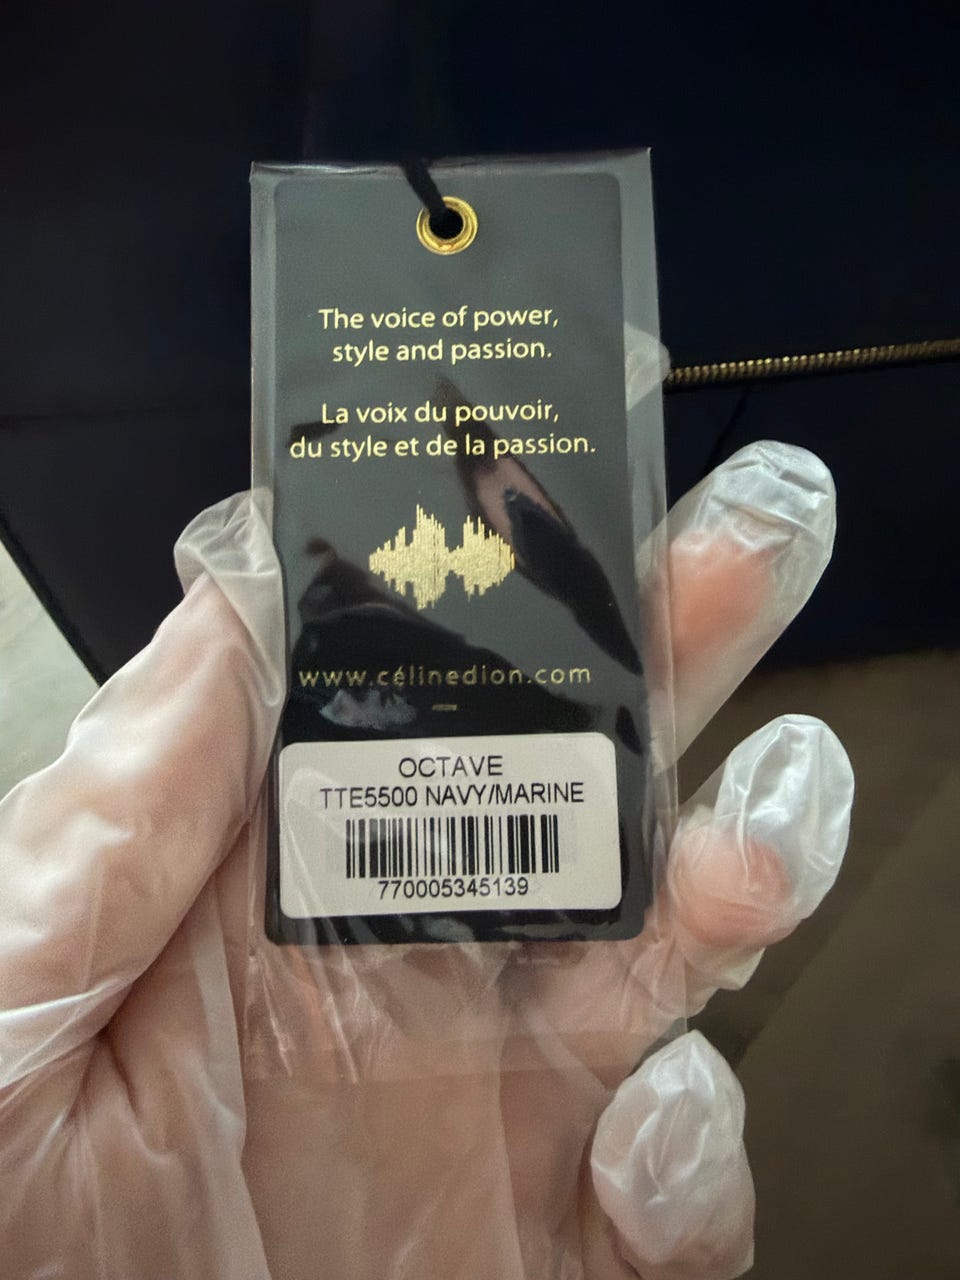 The voice of power,
style and passion.
La voix du pouvoir,
du style et de la passion.
www.célinedion.com
OCTAVE
TTE5500 NAVY/MARINE
770005345139